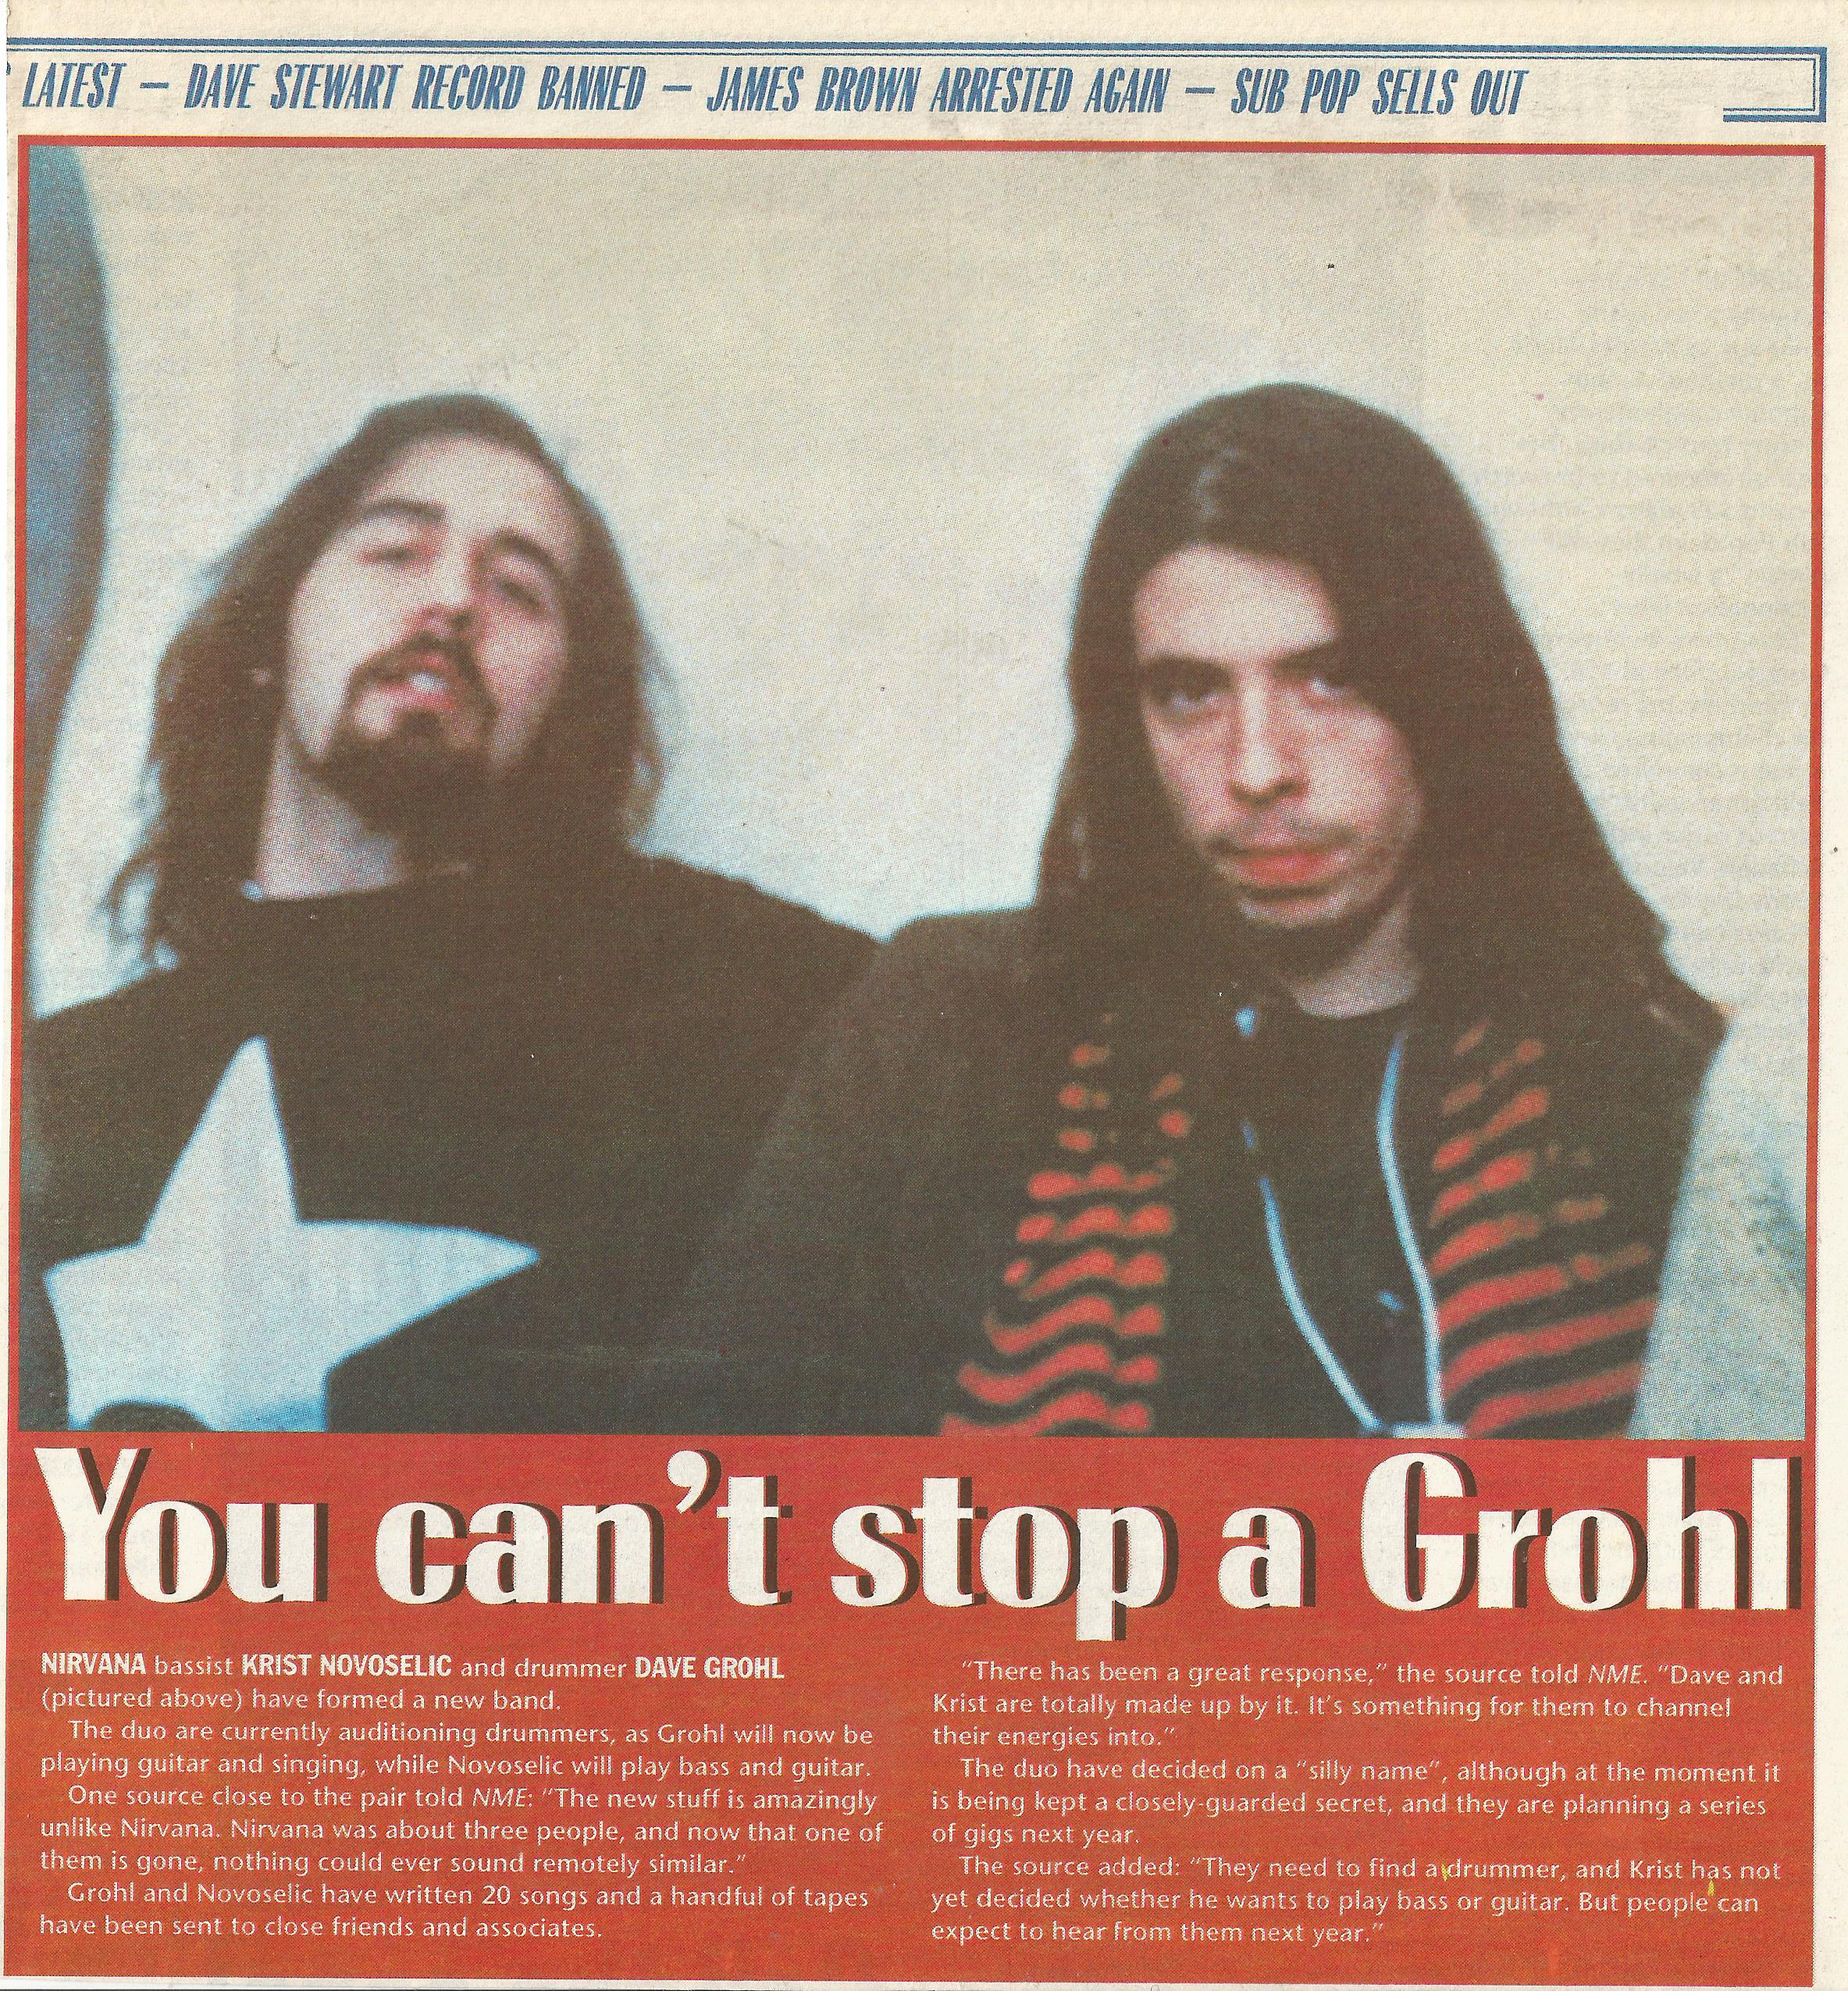 LATEST — DAVE STEWART RECORD BANNED — JAMES BROWN ARRESTED AGAIN — SUB POP SELLS OUT
You can't stop a Grohl
NIRVANA bassist KRIST NOVOSELIC and drummer DAVE GROHL
(pictured above) have formed a new band.
The duo are currently auditioning drummers, as Grohl will now be
playing guitar and singing, while Novoselic will play bass and guitar.
One source close to the pair told NME: "The new stuff is amazingly
unlike Nirvana. Nirvana was about three people, and now that one of
them is gone, nothing could ever sound remotely similar."
Grohl and Novoselic have written 20 songs and a handful of tapes
have been sent to close friends and associates.
"There has been a great response," the source told NME. "Dave and
Krist are totally made up by it. It's something for them to channel
their energies into."
The duo have decided on a "silly name", although at the moment it
is being kept a closely-guarded secret, and they are planning a series
of gigs next year.
The source added: "They need to find a drummer, and Krist has not
yet decided whether he wants to play bass or guitar. But people can
expect to hear from them next year."